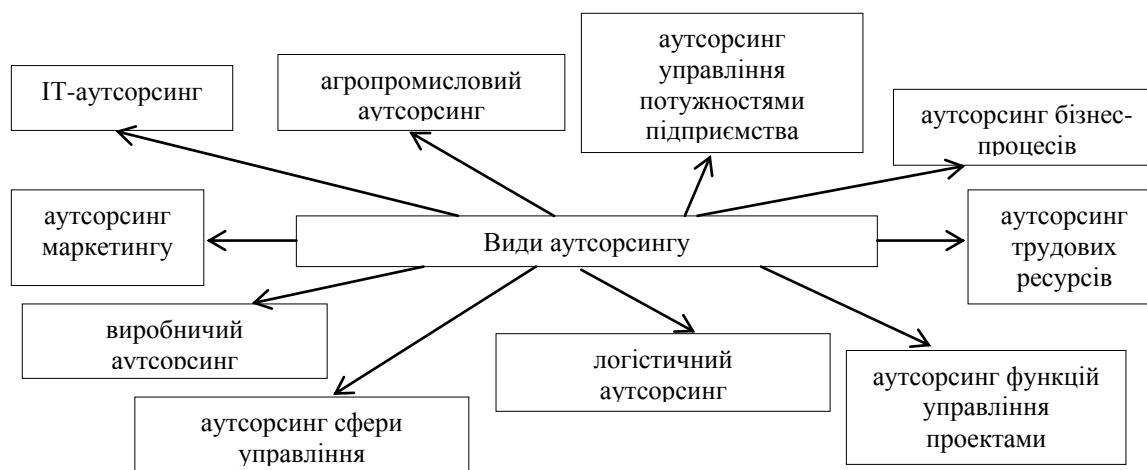 ІТ-аутсорсинг
агропромисловий
аутсорсинг
аутсорсинг
управління
потужностями
підприємства
аутсорсинг бізнес-
процесів
аутсорсинг
маркетингу
Види аутсорсингу
аутсорсинг
трудових
ресурсів
виробничий
аутсорсинг
логістичний
аутсорсинг
аутсорсинг функцій
управління
проектами
аутсорсинг сфери
управління